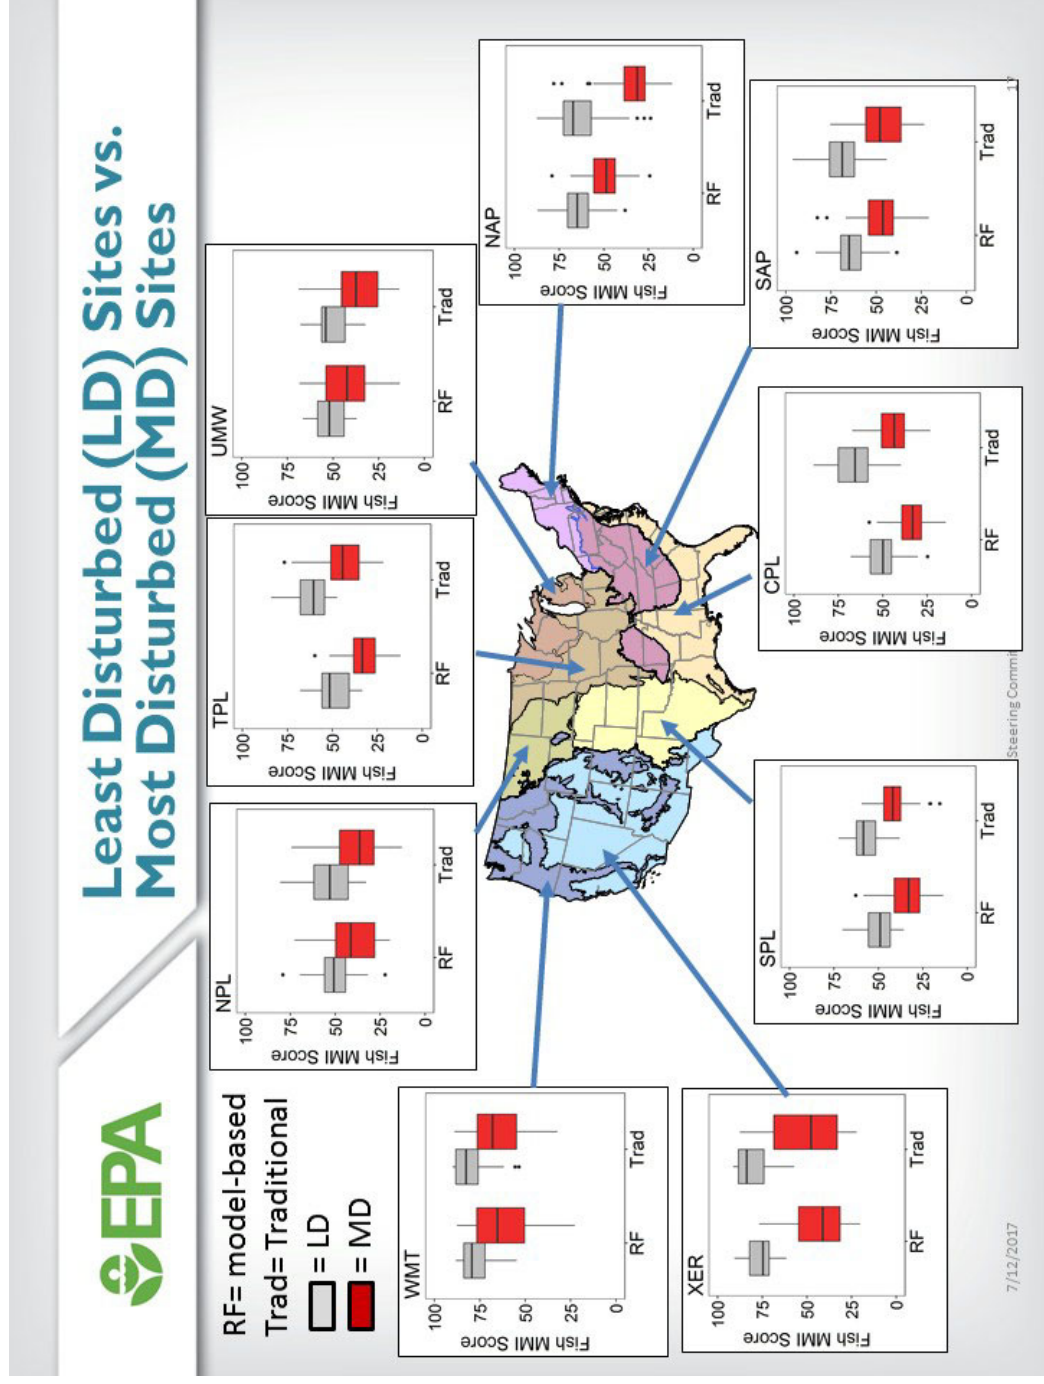 EPA
Least Disturbed (LD) Sites vs.
Most Disturbed (MD) Sites
RF= model-based
Trad= Traditional
= LD
= MD
NPL
Fish MMI Score
100
75
50
25
0
RF
Trad
TPL
Fish MMI Score
100
75
50
25
0
RF
Trad
UMW
Fish MMI Score
100
75
50
25
0
RF
Trad
WMT
Fish MMI Score
100
75
50
25
0
RF
Trad
NAP
Fish MMI Score
100
75
50
25
0
RF
Trad
XER
Fish MMI Score
100
75
50
25
0
RF
Trad
SPL
Fish MMI Score
100
75
50
25
0
RF
Trad
CPL
Fish MMI Score
100
75
50
25
0
RF
Trad
SAP
Fish MMI Score
100
75
50
25
0
RF
Trad
7/12/2017
Steering
17